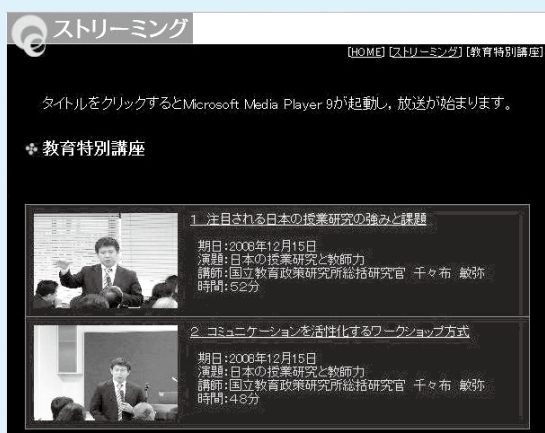 ストリーミング
[HOME] [ストリーミング] [教育特別講座]
タイトルをクリックするとMicrosoft Media Player 9が起動し，放送が始まります。
教育特別講座
1 注目される日本の授業研究の強みと課題
期日:2008年12月15日
演題:日本の授業研究と教師力
講師:国立教育政策研究所総括研究官 千々布 敏弥
時間:52分
2 コミュニケーションを活性化するワークショップ方式
期日:2008年12月15日
演題:日本の授業研究と教師力
講師:国立教育政策研究所総括研究官 千々布 敏弥
時間:48分